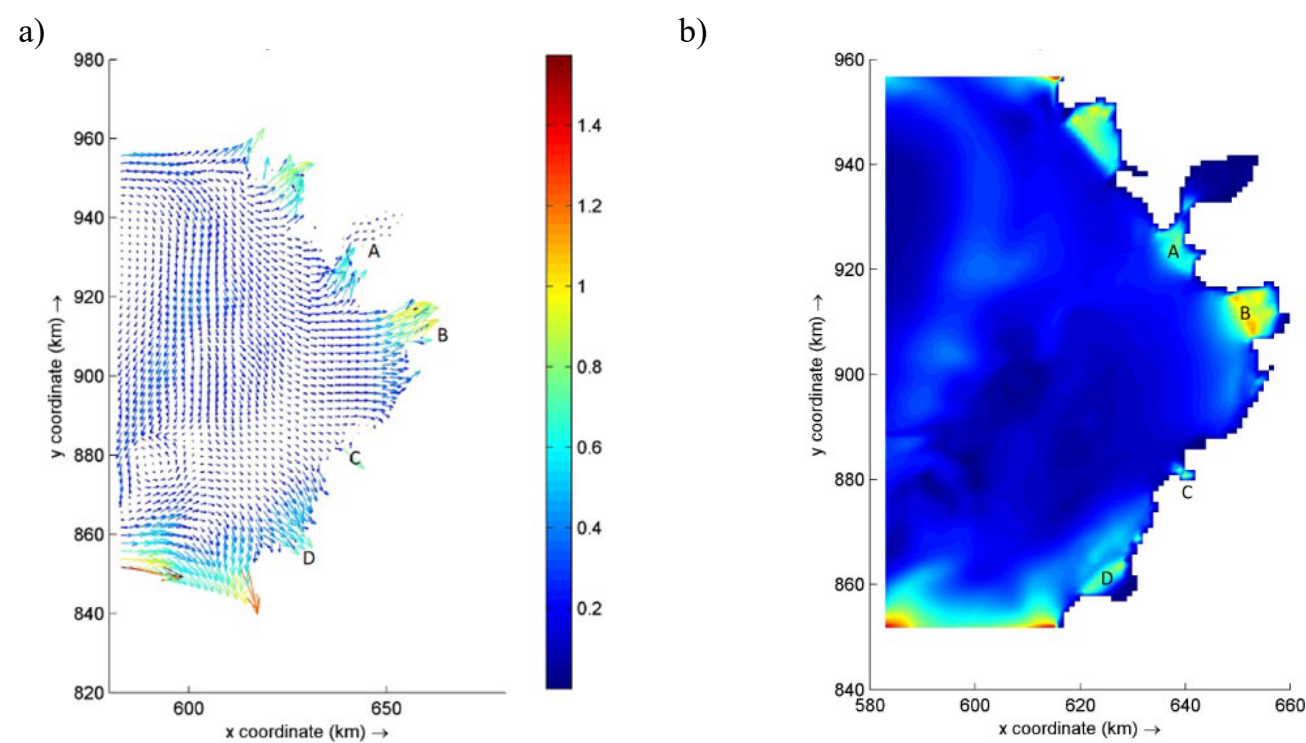 a)
980
960
940
920
900
880
860
840
820
600
650
y coordinate (km) →
x coordinate (km) →
A
B
C
D
1.4
1.2
1
0.8
0.6
0.4
0.2
b)
960
940
920
900
880
860
840
580
600
620
640
660
y coordinate (km) →
x coordinate (km) →
A
B
C
D